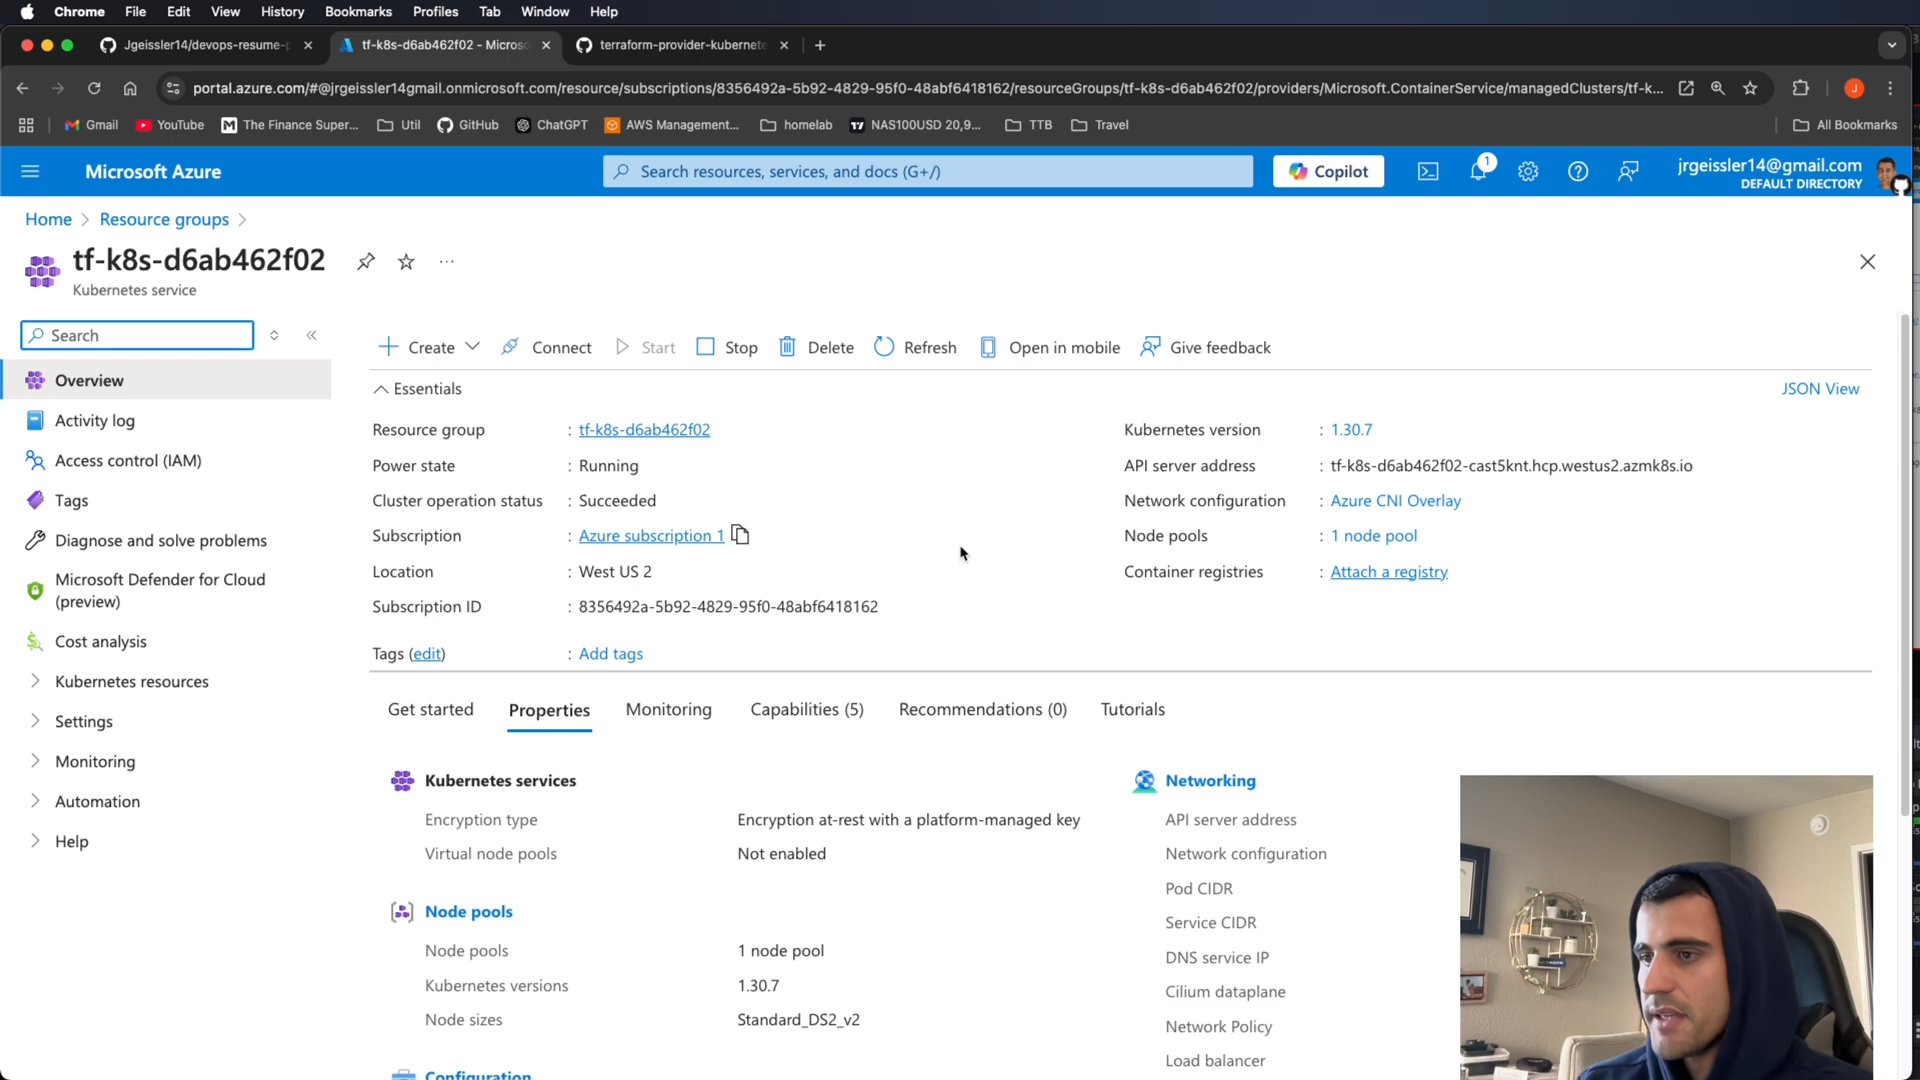 Chrome File Edit View History Bookmarks Profiles Tab Window Help
Jgeissler14/devops-resume-p
tf-k8s-d6ab462f02 - Micros
terraform-provider-kubernete
portal.azure.com/#@jrgeissler14gmail.onmicrosoft.com/resource/subscriptions/8356492a-5b92-4829-95f0-48abf6418162/resourceGroups/tf-k8s-d6ab462f02/providers/Microsoft.ContainerService/managedClusters/tf-k...
J
Gmail YouTube The Finance Super... Util GitHub ChatGPT AWS Management... homelab NAS100USD 20,9... TTB Travel All Bookmarks
Microsoft Azure
Search resources, services, and docs (G+/)
Copilot
1
jrgeissler14@gmail.com
DEFAULT DIRECTORY
Home > Resource groups >
tf-k8s-d6ab462f02
Kubernetes service
Search
Overview
Activity log
Access control (IAM)
Tags
Diagnose and solve problems
Microsoft Defender for Cloud
(preview)
Cost analysis
Kubernetes resources
Settings
Monitoring
Automation
Help
Create Connect Start Stop Delete Refresh Open in mobile Give feedback
Essentials
JSON View
Resource group : tf-k8s-d6ab462f02
Power state : Running
Cluster operation status : Succeeded
Subscription : Azure subscription 1
Location : West US 2
Subscription ID : 8356492a-5b92-4829-95f0-48abf6418162
Tags (edit) : Add tags
Kubernetes version : 1.30.7
API server address : tf-k8s-d6ab462f02-cast5knt.hcp.westus2.azmk8s.io
Network configuration : Azure CNI Overlay
Node pools : 1 node pool
Container registries : Attach a registry
Get started Properties Monitoring Capabilities (5) Recommendations (0) Tutorials
Kubernetes services
Encryption type Encryption at-rest with a platform-managed key
Virtual node pools Not enabled
Node pools
Node pools 1 node pool
Kubernetes versions 1.30.7
Node sizes Standard_DS2_v2
Configuration
Networking
API server address
Network configuration
Pod CIDR
Service CIDR
DNS service IP
Cilium dataplane
Network Policy
Load balancer